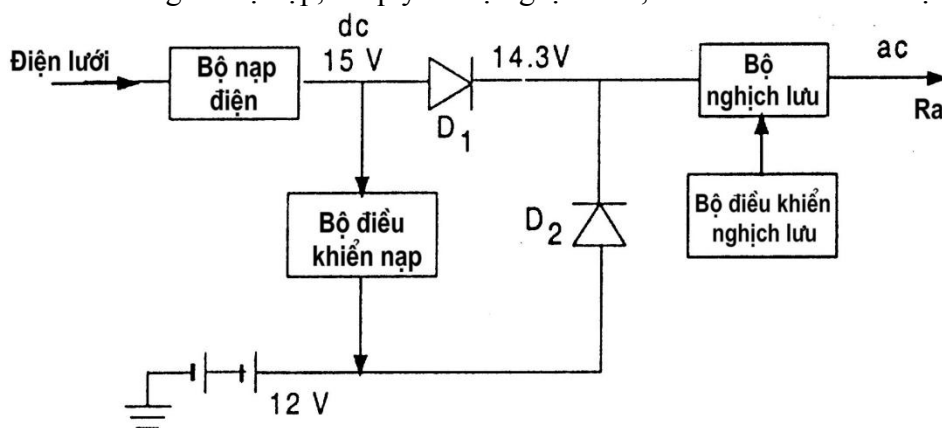 dc
Điện lưới
Bộ nạp
điện
15 V
D1
14.3V
Bộ
nghịch lưu
ac
Ra
Bộ điều
khiển nạp
D2
Bộ điều khiển
nghịch lưu
12 V